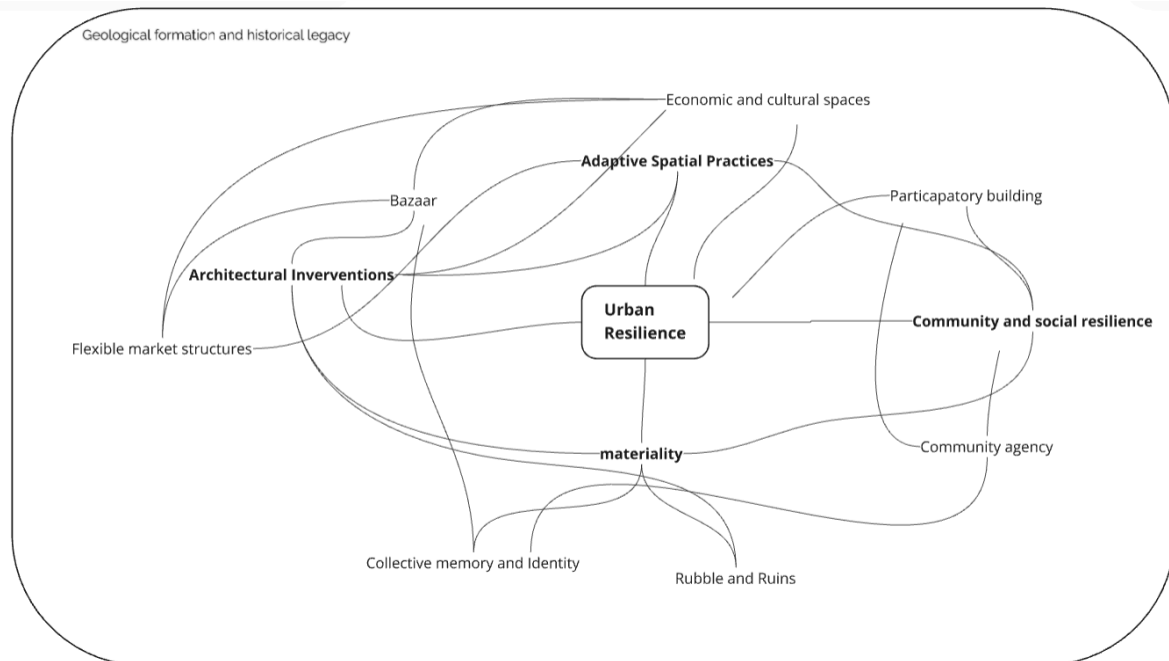 Geological formation and historical legacy
Economic and cultural spaces
Adaptive Spatial Practices
Particapatory building
Bazaar
Architectural Inverventions
Urban
Resilience
Community and social resilience
Flexible market structures
Community agency
materiality
Collective memory and Identity
Rubble and Ruins